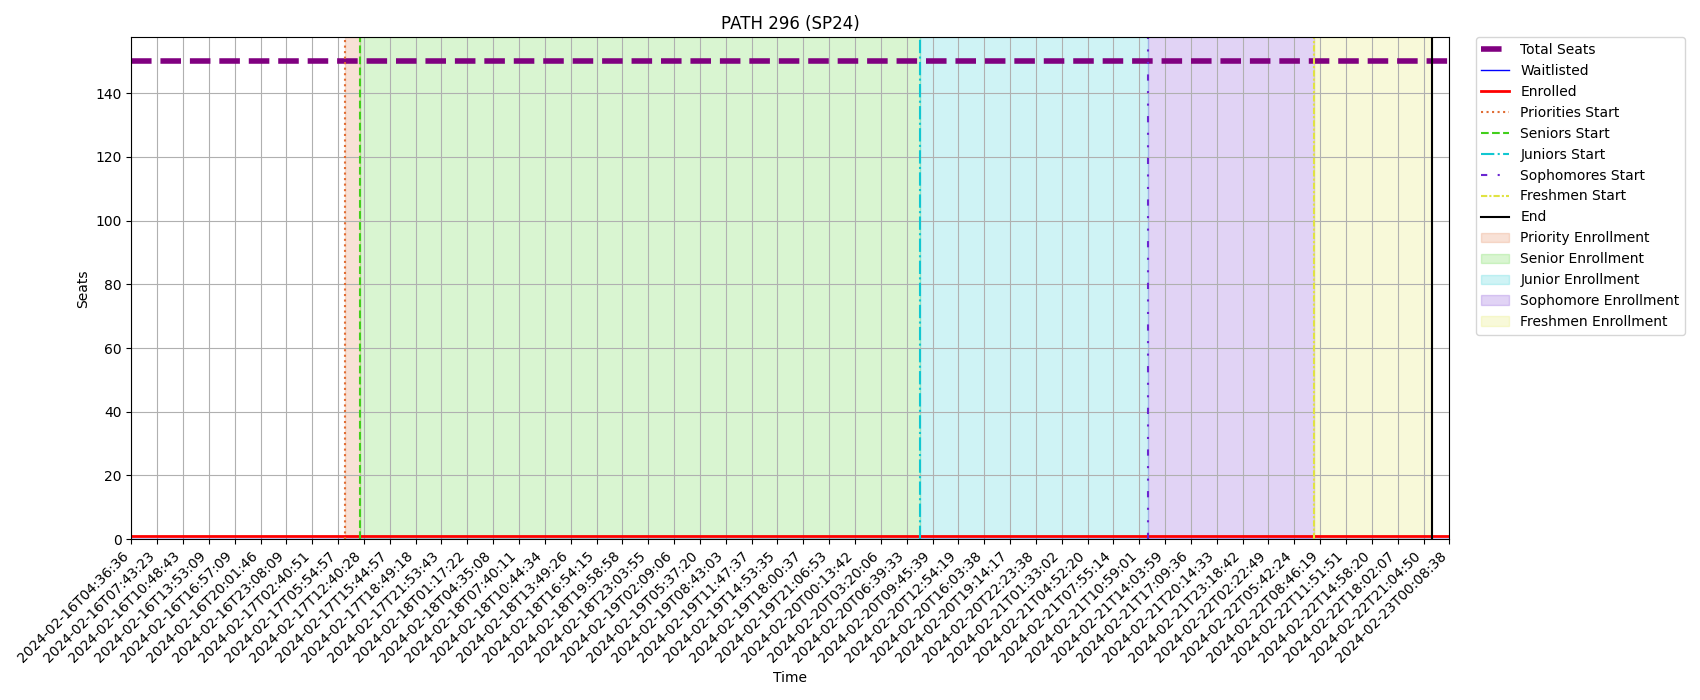 PATH 296 (SP24)
Total Seats
Waitlisted
Enrolled
Priorities Start
Seniors Start
Juniors Start
Sophomores Start
Freshmen Start
End
Priority Enrollment
Senior Enrollment
Junior Enrollment
Sophomore Enrollment
Freshmen Enrollment
Seats
140
120
100
80
60
40
20
0
2024-02-16T04:36:36
2024-02-16T07:43:23
2024-02-16T10:48:43
2024-02-16T13:53:09
2024-02-16T16:57:09
2024-02-16T20:01:46
2024-02-16T23:08:09
2024-02-17T02:40:51
2024-02-17T05:54:57
2024-02-17T12:40:28
2024-02-17T15:44:57
2024-02-17T18:49:18
2024-02-17T21:53:43
2024-02-18T01:17:22
2024-02-18T04:35:08
2024-02-18T07:40:11
2024-02-18T10:44:34
2024-02-18T13:49:26
2024-02-18T16:54:15
2024-02-18T19:58:58
2024-02-18T23:03:55
2024-02-19T02:09:06
2024-02-19T05:37:20
2024-02-19T08:43:03
2024-02-19T11:47:37
2024-02-19T14:53:35
2024-02-19T18:00:37
2024-02-19T21:06:53
2024-02-20T00:13:42
2024-02-20T03:20:06
2024-02-20T06:39:33
2024-02-20T09:45:39
2024-02-20T12:54:19
2024-02-20T16:03:38
2024-02-20T19:14:17
2024-02-20T22:23:38
2024-02-21T01:33:02
2024-02-21T04:52:20
2024-02-21T07:55:14
2024-02-21T10:59:01
2024-02-21T14:03:59
2024-02-21T17:09:36
2024-02-21T20:14:33
2024-02-21T23:18:42
2024-02-22T02:22:49
2024-02-22T05:42:24
2024-02-22T08:46:19
2024-02-22T11:51:51
2024-02-22T14:58:20
2024-02-22T18:02:07
2024-02-22T21:04:50
2024-02-23T00:08:38
Time